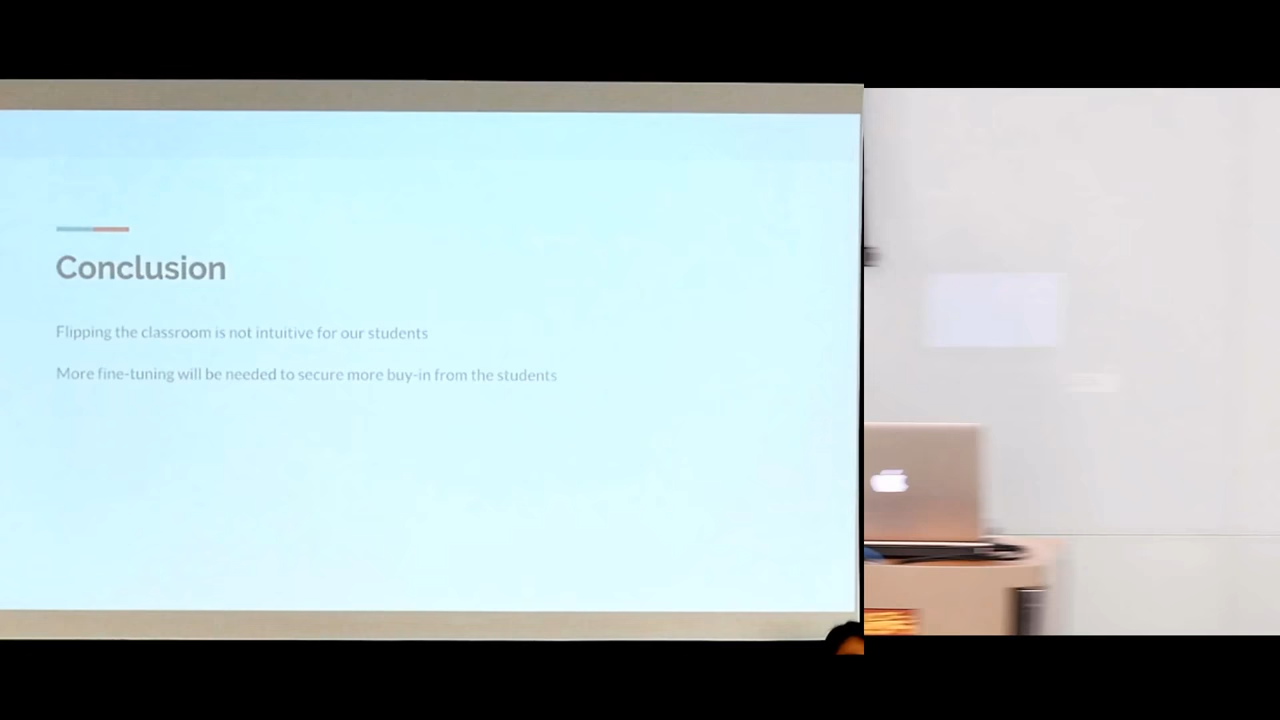 Conclusion
Flipping the classroom is not intuitive for our students
More fine-tuning will be needed to secure more buy-in from the students